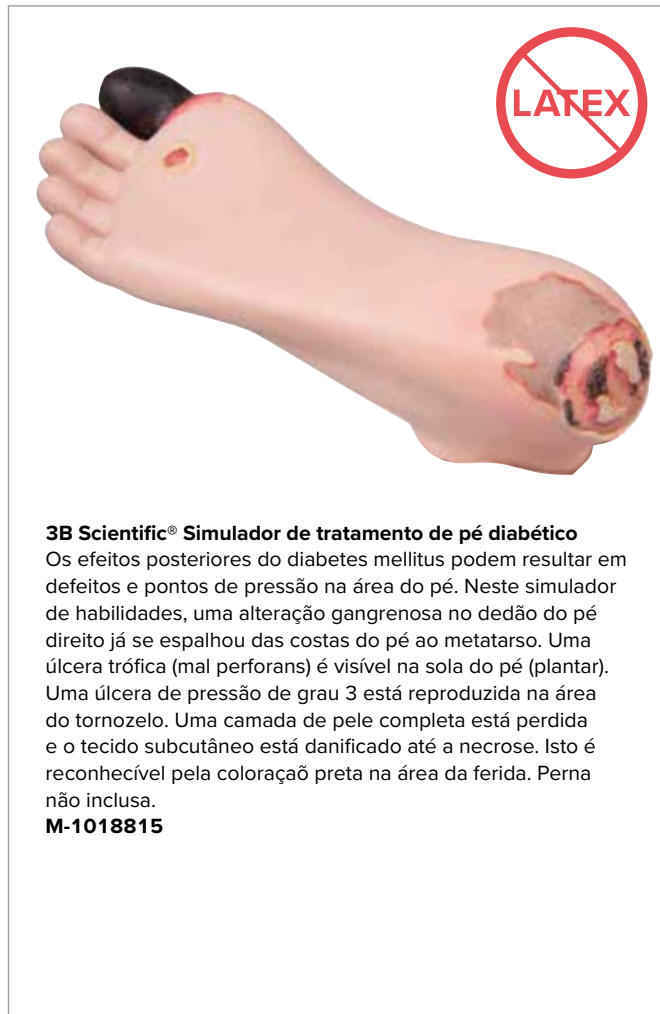 LATEX
3B Scientific® Simulador de tratamento de pé diabético
Os efeitos posteriores do diabetes mellitus podem resultar em
defeitos e pontos de pressão na área do pé. Neste simulador
de habilidades, uma alteração gangrenosa no dedão do pé
direito já se espalhou das costas do pé ao metatarso. Uma
úlcera trófica (mal perforans) é visível na sola do pé (plantar).
Uma úlcera de pressão de grau 3 está reproduzida na área
do tornozelo. Uma camada de pele completa está perdida
e o tecido subcutâneo está danificado até a necrose. Isto é
reconhecível pela coloraçaõ preta na área da ferida. Perna
não inclusa.
M-1018815